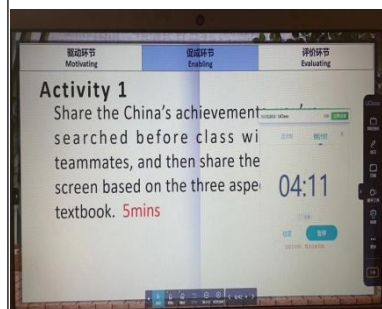 驱动环节
Motivating
促成环节
Enabling
评价环节
Evaluating
Activity 1
Share the China's achievement
searched before class wi
teammates, and then share the
screen based on the three aspe
textbook. 5mins
UClass
04:11